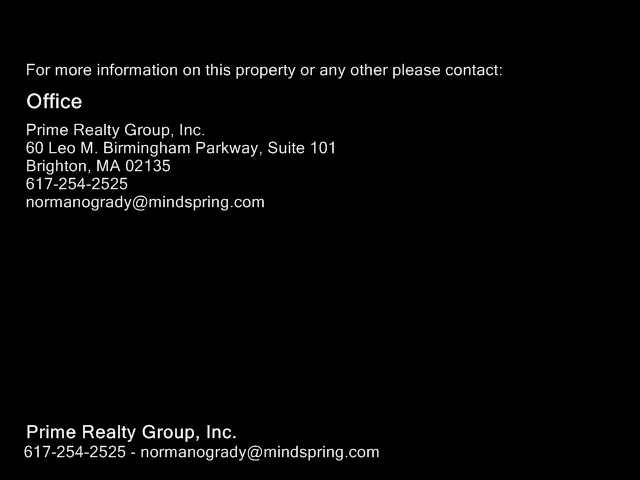 For more information on this property or any other please contact:
Office
Prime Realty Group, Inc.
60 Leo M. Birmingham Parkway, Suite 101
Brighton, MA 02135
617-254-2525
normanogrady@mindspring.com
Prime Realty Group, Inc.
617-254-2525 - normanogrady@mindspring.com